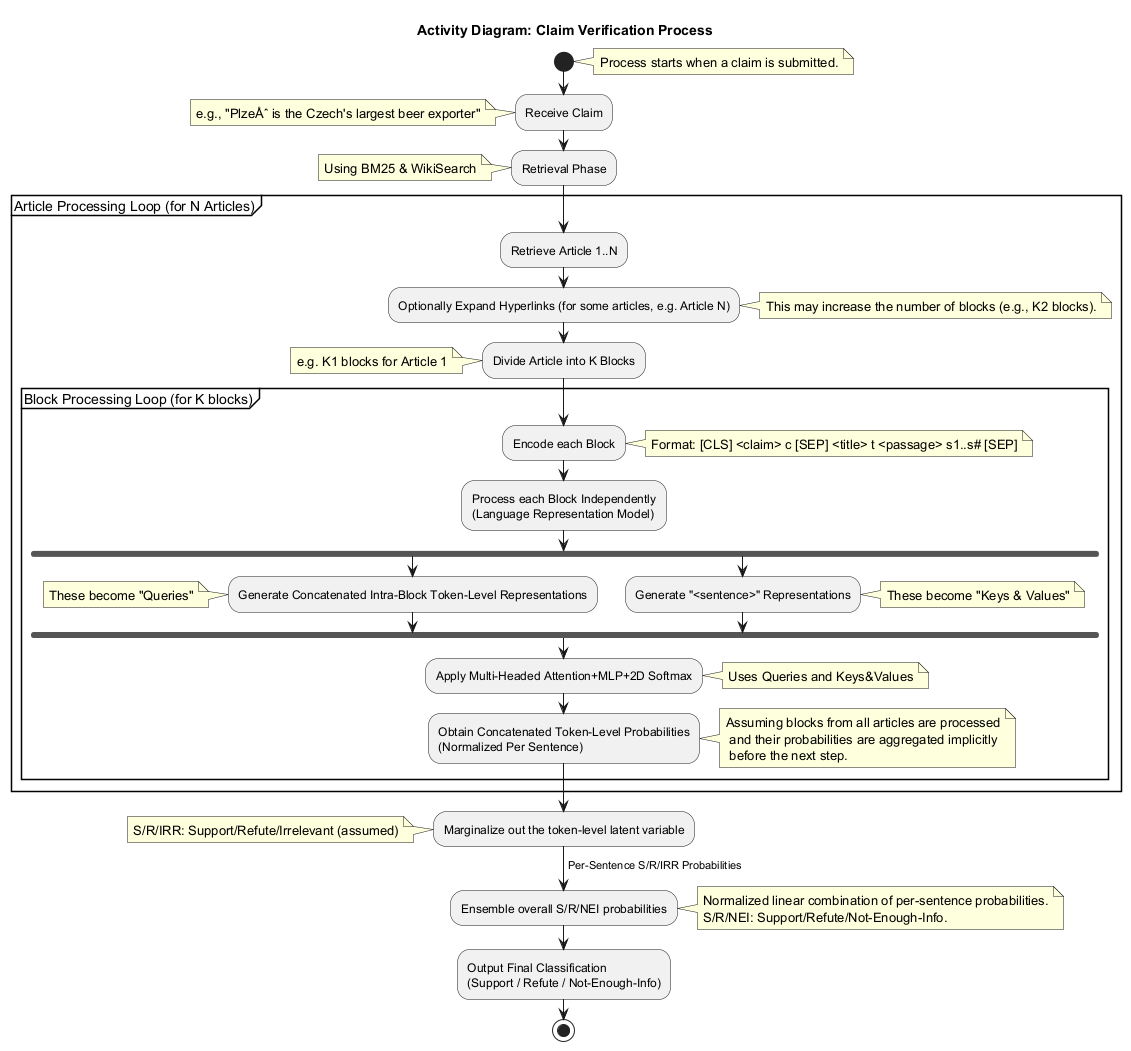 Activity Diagram: Claim Verification Process
Process starts when a claim is submitted.
e.g., "PlzeÅˆ is the Czech's largest beer exporter"
Receive Claim
Using BM25 & WikiSearch
Retrieval Phase
Article Processing Loop (for N Articles)
Retrieve Article 1..N
Optionally Expand Hyperlinks (for some articles, e.g. Article N)
This may increase the number of blocks (e.g., K2 blocks).
e.g. K1 blocks for Article 1
Divide Article into K Blocks
Block Processing Loop (for K blocks)
Encode each Block
Format: [CLS] <claim> c [SEP] <title> t <passage> s1..s# [SEP]
Process each Block Independently
(Language Representation Model)
These become "Queries"
Generate Concatenated Intra-Block Token-Level Representations
Generate "<sentence>" Representations
These become "Keys & Values"
Apply Multi-Headed Attention+MLP+2D Softmax
Uses Queries and Keys&Values
Obtain Concatenated Token-Level Probabilities
(Normalized Per Sentence)
Assuming blocks from all articles are processed
and their probabilities are aggregated implicitly
before the next step.
S/R/IRR: Support/Refute/Irrelevant (assumed)
Marginalize out the token-level latent variable
Per-Sentence S/R/IRR Probabilities
Ensemble overall S/R/NEI probabilities
Normalized linear combination of per-sentence probabilities.
S/R/NEI: Support/Refute/Not-Enough-Info.
Output Final Classification
(Support / Refute / Not-Enough-Info)